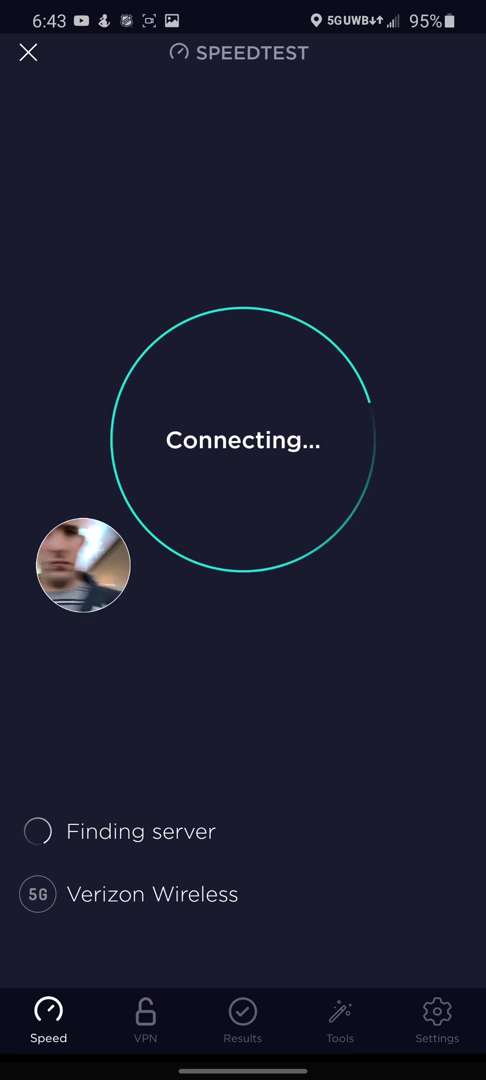 6:43 5GUWB 95%
SPEEDTEST
Connecting...
Finding server
5G Verizon Wireless
Speed VPN Results Tools Settings